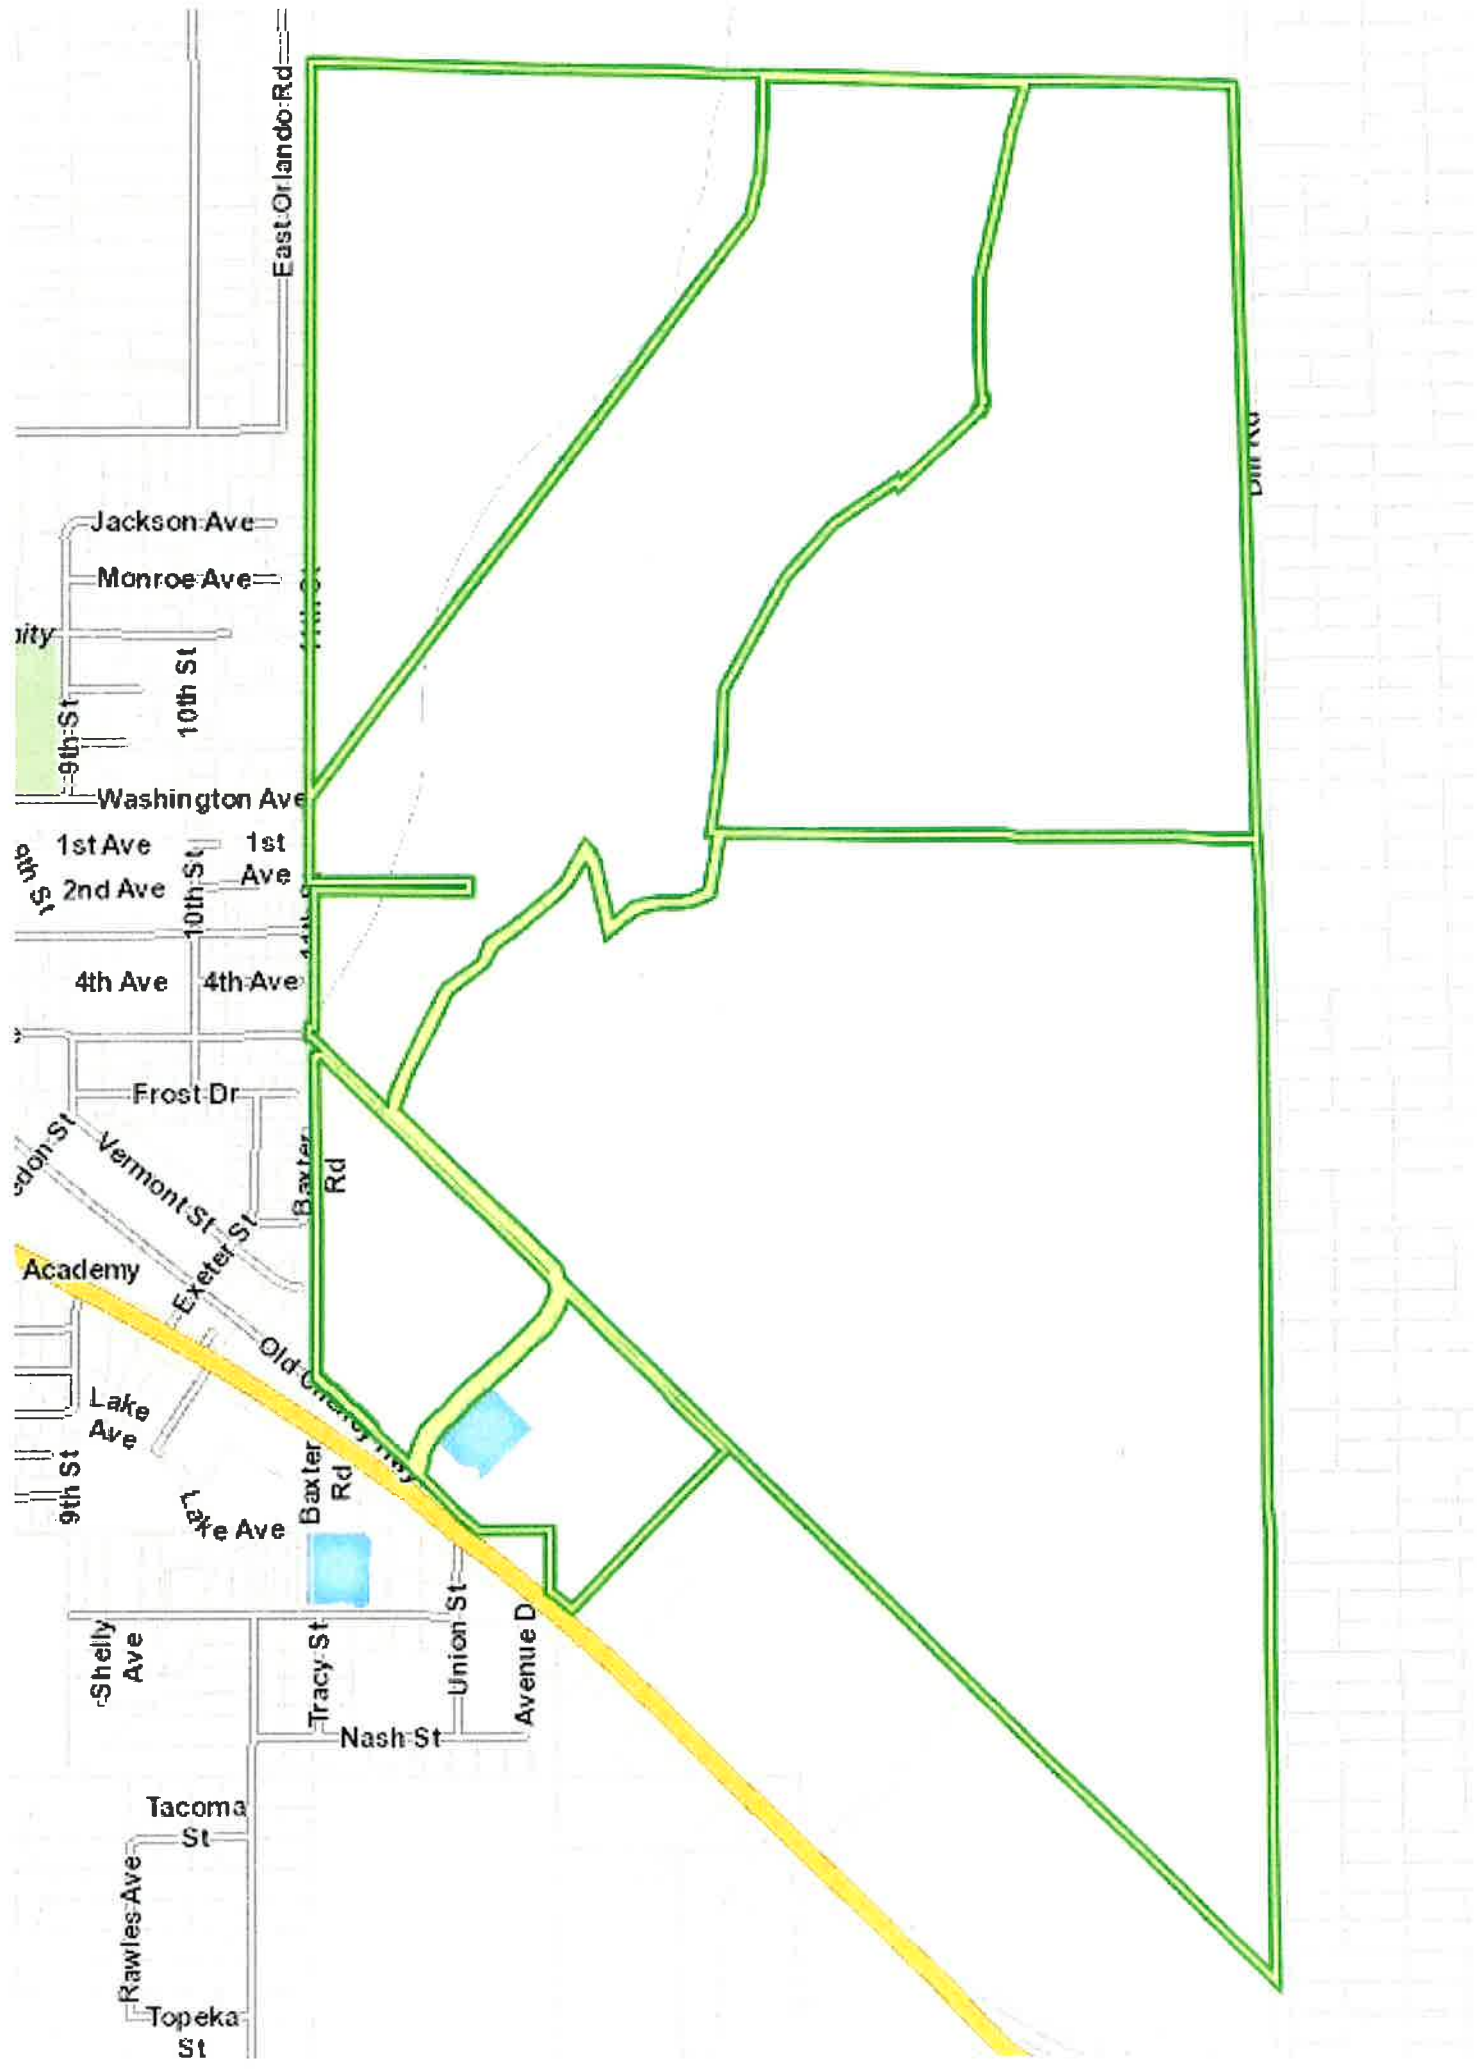 East Orlando Rd
Jackson Ave
Monroe Ave
10th St
9th St
Washington Ave
1st Ave
1st
Ave
2nd Ave
9th St
10th St
4th Ave
4th Ave
Frost Dr
Vermont St
Baxter
Rd
Exeter St
Academy
Old
Hwy
Lake
Ave
9th St
Baxter
Rd
Lake Ave
Shelly
Ave
Tracy St
Union St
Avenue D
Nash St
Tacoma
St
Rawles Ave
Topeka
St